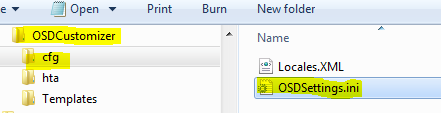 Open Print Burn New folder
OSDCustomizer
cfg
hta
Templates
Name
Locales.XML
OSDSettings.ini